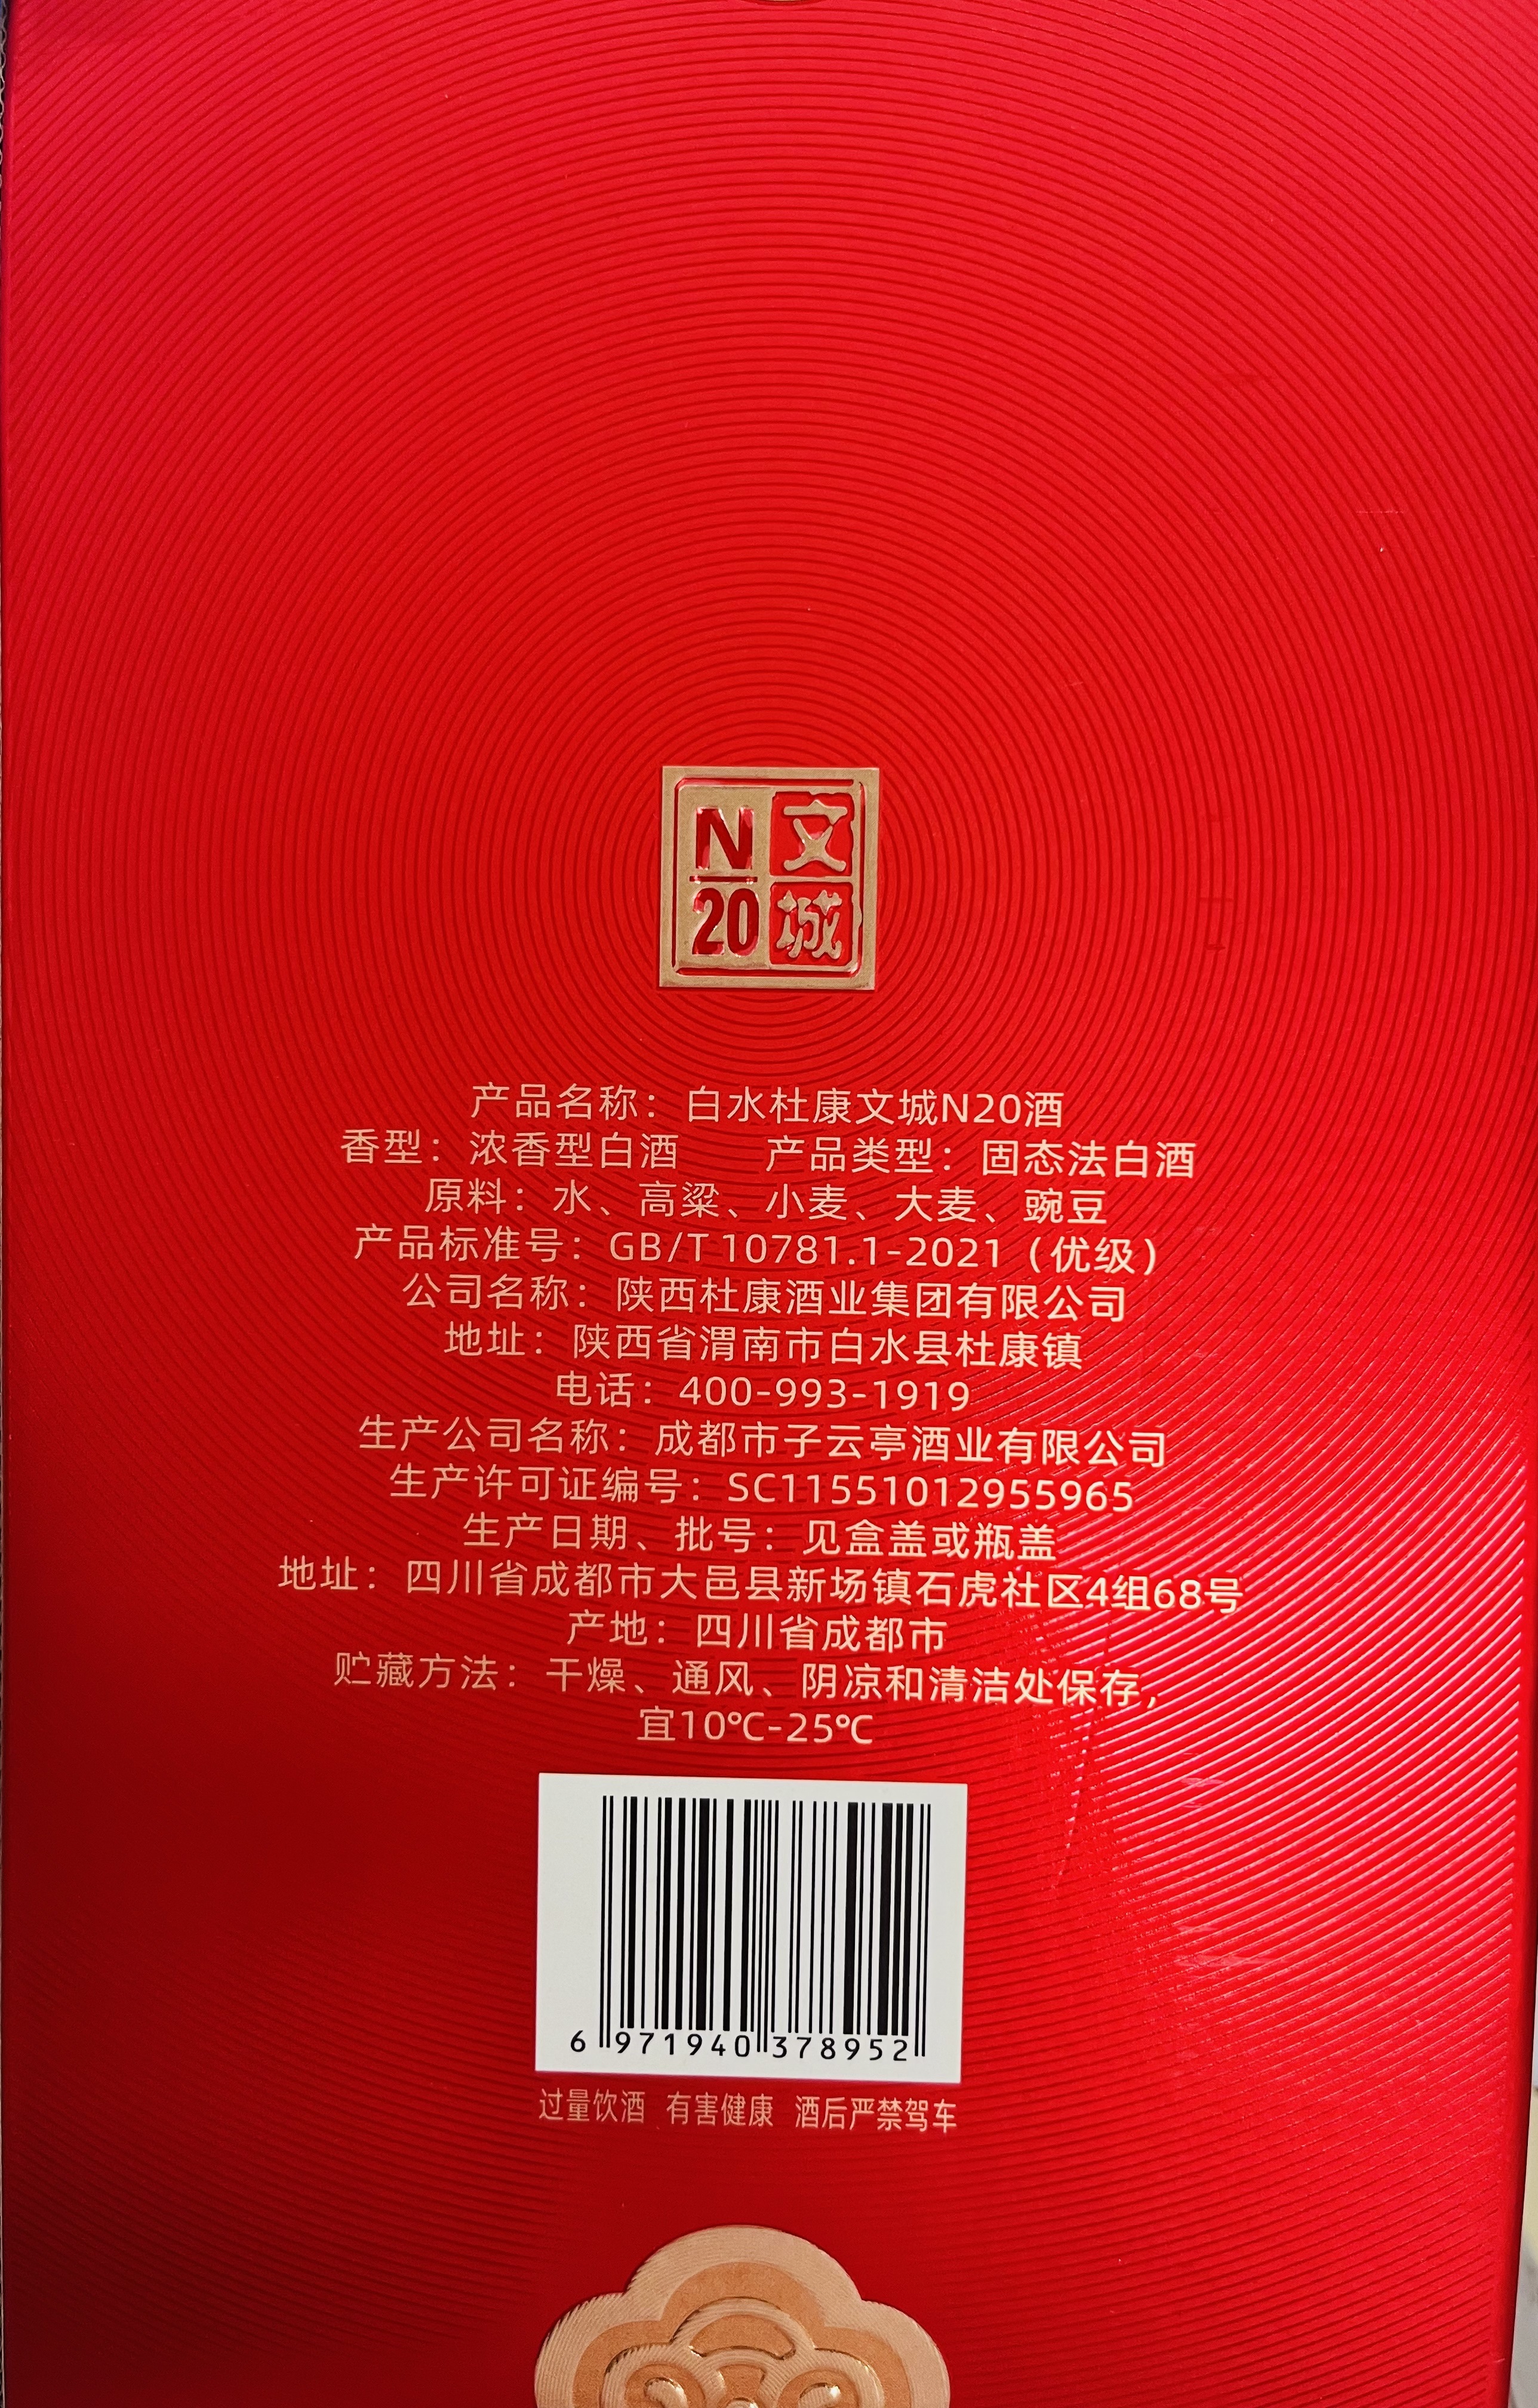 N 文
20 城
产品名称：白水杜康文城N20酒
香型：浓香型白酒 产品类型：固态法白酒
原料：水、高粱、小麦、大麦、豌豆
产品标准号：GB/T 10781.1-2021（优级）
公司名称：陕西杜康酒业集团有限公司
地址：陕西省渭南市白水县杜康镇
电话：400-993-1919
生产公司名称：成都市子云亭酒业有限公司
生产许可证编号：SC11551012955965
生产日期、批号：见盒盖或瓶盖
地址：四川省成都市大邑县新场镇石虎社区4组68号
产地：四川省成都市
贮藏方法：干燥、通风、阴凉和清洁处保存，
宜10℃-25℃
6 971940 378952
过量饮酒 有害健康 酒后严禁驾车